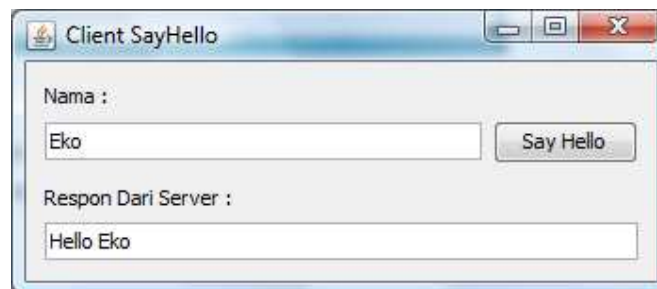 Client SayHello
Nama :
Eko
Say Hello
Respon Dari Server :
Hello Eko